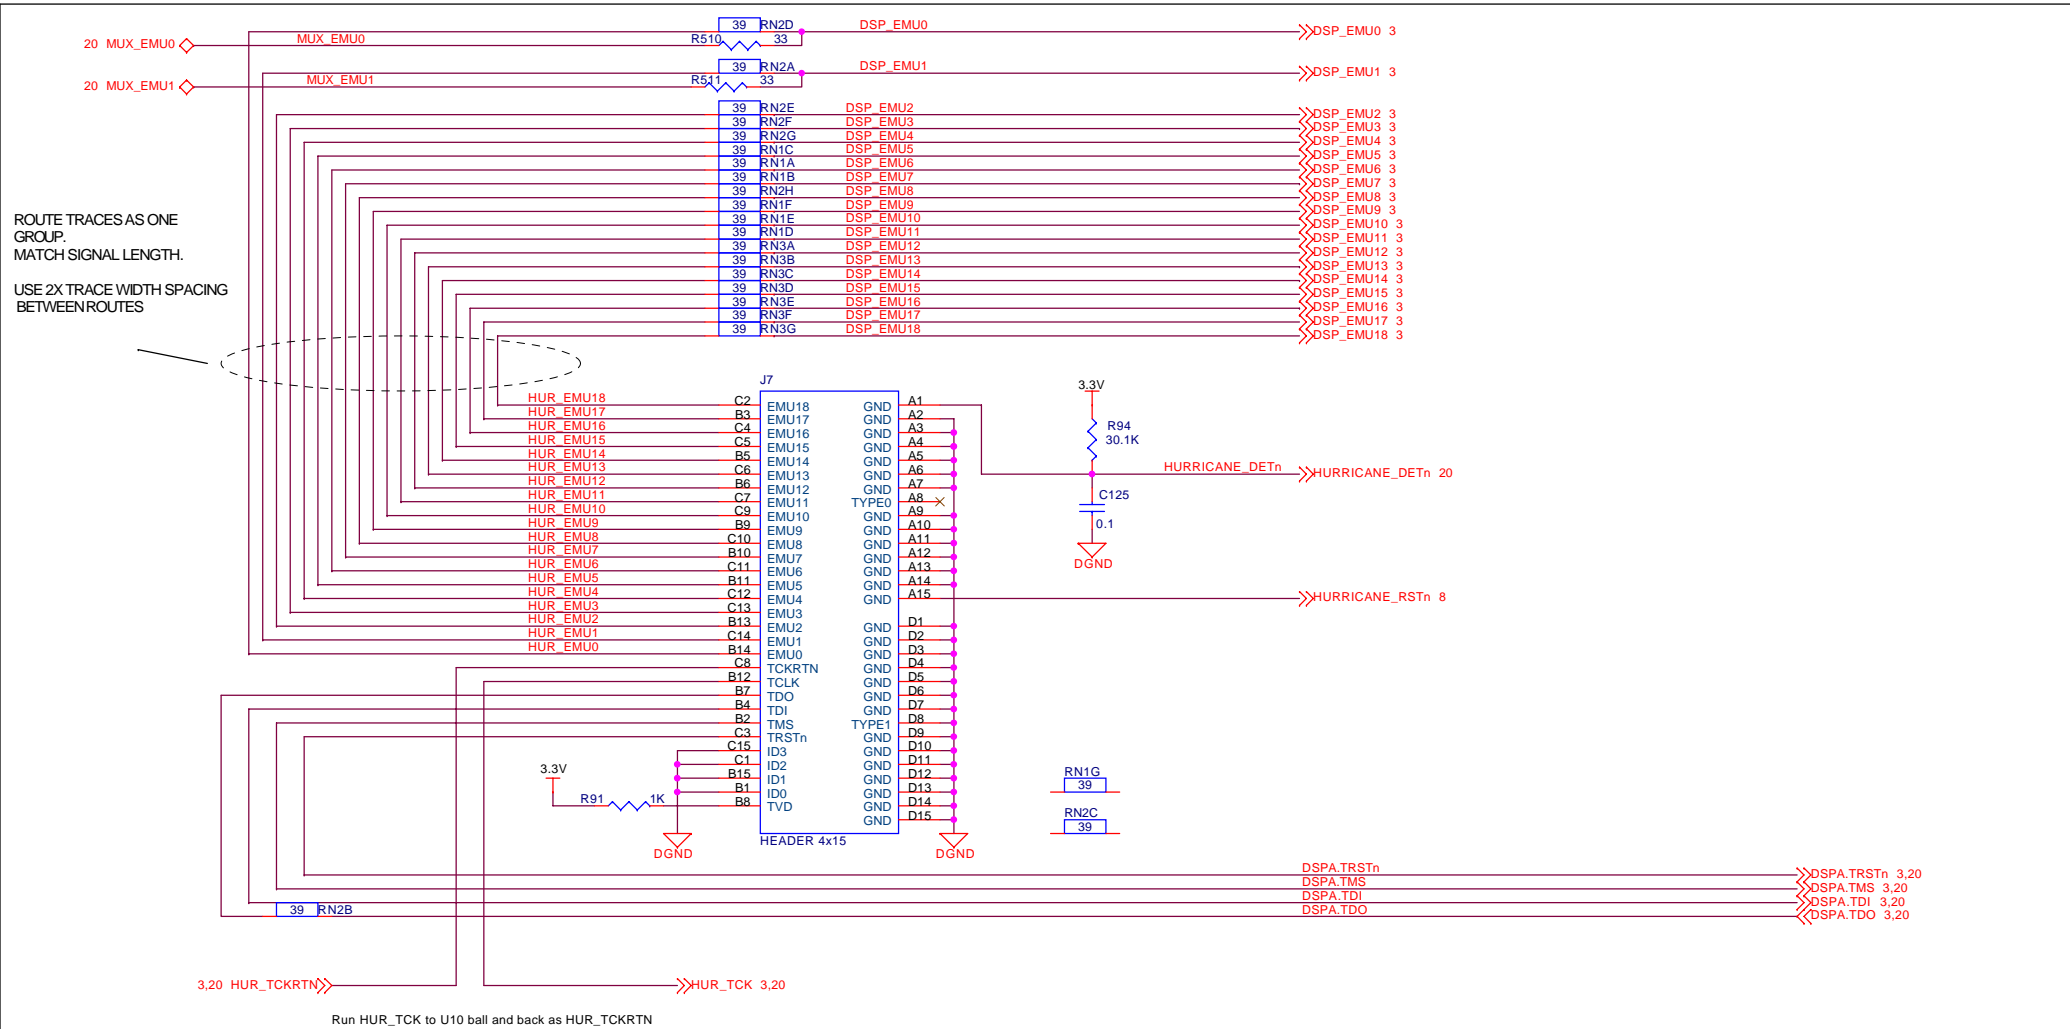 39 RN2D DSP_EMU0
20 MUX_EMU0 MUX_EMU0 R510 33 DSP_EMU0 3
39 RN2A DSP_EMU1
20 MUX_EMU1 MUX_EMU1 R511 33 DSP_EMU1 3
39 RN2E DSP_EMU2 DSP_EMU2 3
39 RN2F DSP_EMU3 DSP_EMU3 3
39 RN2G DSP_EMU4 DSP_EMU4 3
39 RN1C DSP_EMU5 DSP_EMU5 3
39 RN1A DSP_EMU6 DSP_EMU6 3
39 RN1B DSP_EMU7 DSP_EMU7 3
39 RN2H DSP_EMU8 DSP_EMU8 3
39 RN1F DSP_EMU9 DSP_EMU9 3
39 RN1E DSP_EMU10 DSP_EMU10 3
39 RN1D DSP_EMU11 DSP_EMU11 3
39 RN3A DSP_EMU12 DSP_EMU12 3
39 RN3B DSP_EMU13 DSP_EMU13 3
39 RN3C DSP_EMU14 DSP_EMU14 3
39 RN3D DSP_EMU15 DSP_EMU15 3
39 RN3E DSP_EMU16 DSP_EMU16 3
39 RN3F DSP_EMU17 DSP_EMU17 3
39 RN3G DSP_EMU18 DSP_EMU18 3
ROUTE TRACES AS ONE
GROUP.
MATCH SIGNAL LENGTH.
USE 2X TRACE WIDTH SPACING
BETWEEN ROUTES
J7
HUR_EMU18 C2 EMU18 GND A1
HUR_EMU17 B3 EMU17 GND A2
HUR_EMU16 C4 EMU16 GND A3
HUR_EMU15 C5 EMU15 GND A4
HUR_EMU14 B5 EMU14 GND A5
HUR_EMU13 C6 EMU13 GND A6
HUR_EMU12 B6 EMU12 GND A7
HUR_EMU11 C7 EMU11 TYPE0 A8
HUR_EMU10 C9 EMU10 GND A9
HUR_EMU9 B9 EMU9 GND A10
HUR_EMU8 C10 EMU8 GND A11
HUR_EMU7 B10 EMU7 GND A12
HUR_EMU6 C11 EMU6 GND A13
HUR_EMU5 B11 EMU5 GND A14
HUR_EMU4 C12 EMU4 GND A15
HUR_EMU3 C13 EMU3
HUR_EMU2 B13 EMU2 GND D1
HUR_EMU1 C14 EMU1 GND D2
HUR_EMU0 B14 EMU0 GND D3
C8 TCKRTN GND D4
B12 TCLK GND D5
B7 TDO GND D6
B4 TDI GND D7
B2 TMS TYPE1 D8
C3 TRSTn GND D9
C15 ID3 GND D10
C1 ID2 GND D11
B15 ID1 GND D12
B1 ID0 GND D13
B8 TVD GND D14
GND D15
HEADER 4x15
3.3V
R94
30.1K
HURRICANE_DETn HURRICANE_DETn 20
C125
0.1
DGND
HURRICANE_RSTn 8
3.3V
R91 1K
DGND
DGND
RN1G
39
RN2C
39
DSPA.TRSTn DSPA.TRSTn 3,20
DSPA.TMS DSPA.TMS 3,20
DSPA.TDI DSPA.TDI 3,20
39 RN2B DSPA.TDO DSPA.TDO 3,20
3,20 HUR_TCKRTN HUR_TCK 3,20
Run HUR_TCK to U10 ball and back as HUR_TCKRTN